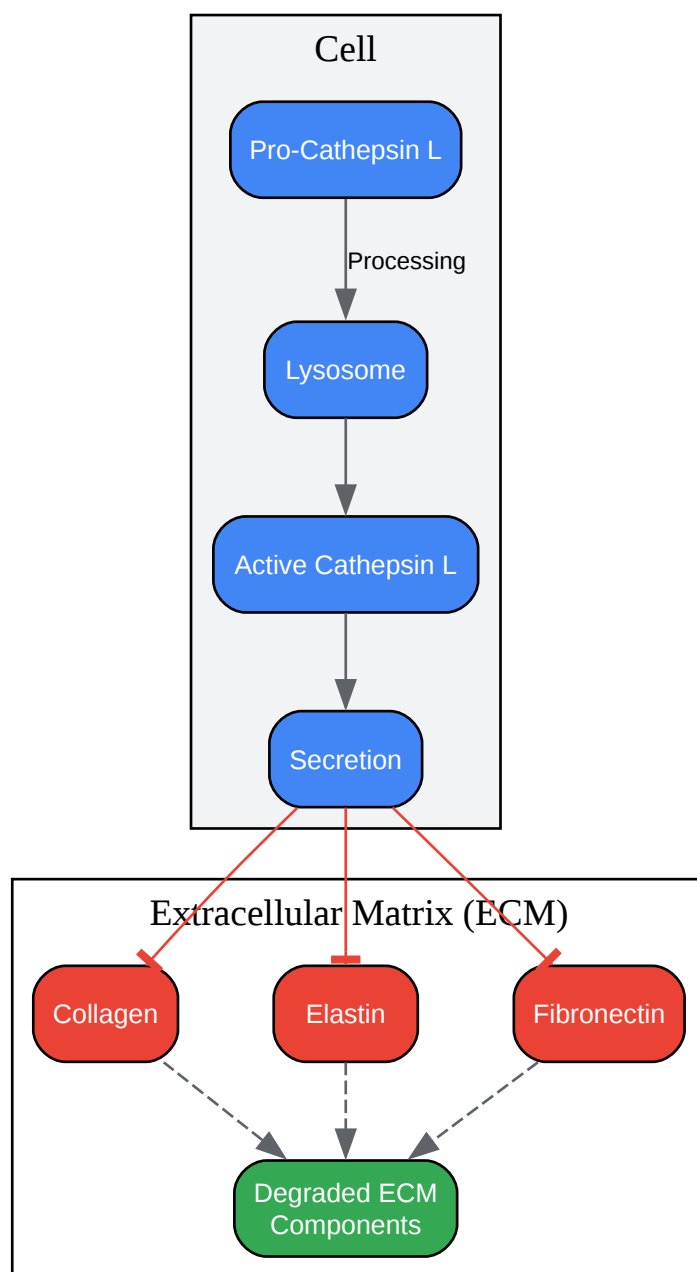 Cell
Pro-Cathepsin L
Processing
Lysosome
Active Cathepsin L
Secretion
Extracellular Matrix (ECM)
Collagen
Elastin
Fibronectin
Degraded ECM
Components